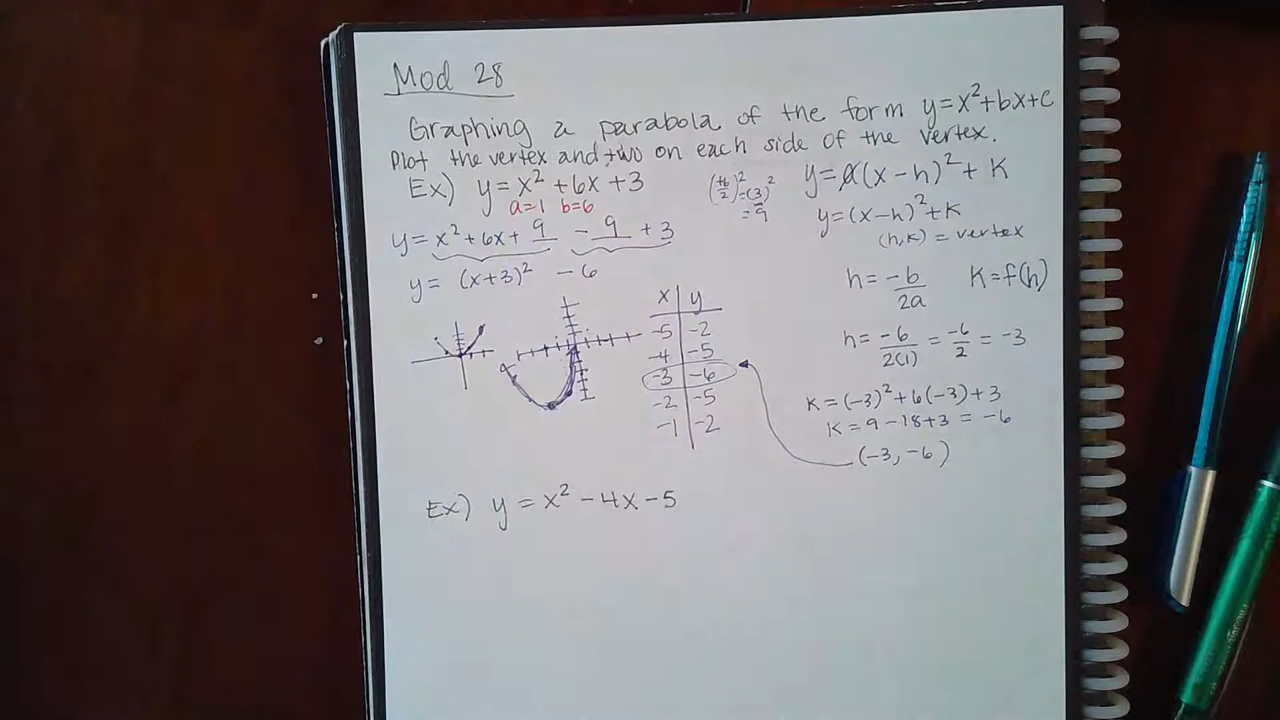 Mod 28
Graphing a parabola of the form y=x²+bx+c
Plot the vertex and two on each side of the vertex.
Ex) y=x²+6x+3
a=1 b=6
y=x²+6x+9 -9+3
y= (x+3)² -6
(+6/2)²=(3)²
=9
y=a(x-h)²+K
y=(x-h)²+K
(h,K) = vertex
h=-b/2a K=f(h)
h=-6/2(1) = -6/2 = -3
K=(-3)²+6(-3)+3
K=9-18+3=-6
(-3,-6)
x y
-5 -2
-4 -5
-3 -6
-2 -5
-1 -2
Ex) y=x²-4x-5